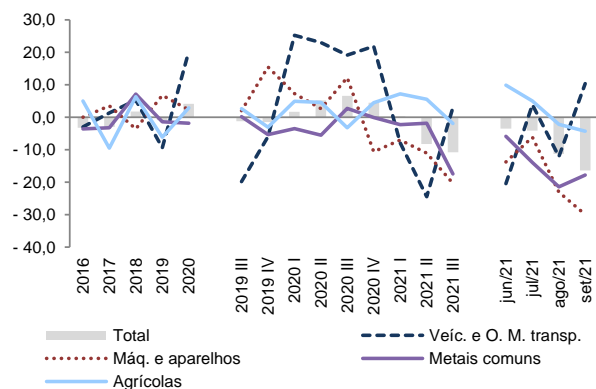 30,0
20,0
10,0
0,0
- 10,0
- 20,0
- 30,0
- 40,0
2016
2017
2018
2019
2020
2019 III
2019 IV
2020 I
2020 II
2020 III
2020 IV
2021 I
2021 II
2021 III
jun/21
jul/21
ago/21
set/21
Total
Veíc. e O. M. transp.
Máq. e aparelhos
Metais comuns
Agrícolas